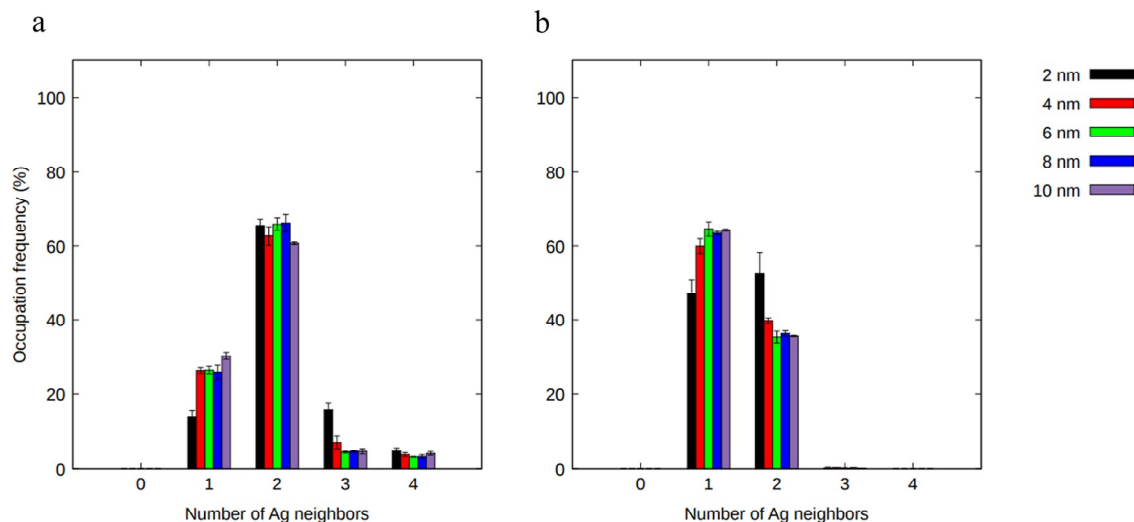 a
b
Occupation frequency (%)
100
80
60
40
20
0
0 1 2 3 4
Number of Ag neighbors
100
80
60
40
20
0
0 1 2 3 4
Number of Ag neighbors
2 nm
4 nm
6 nm
8 nm
10 nm